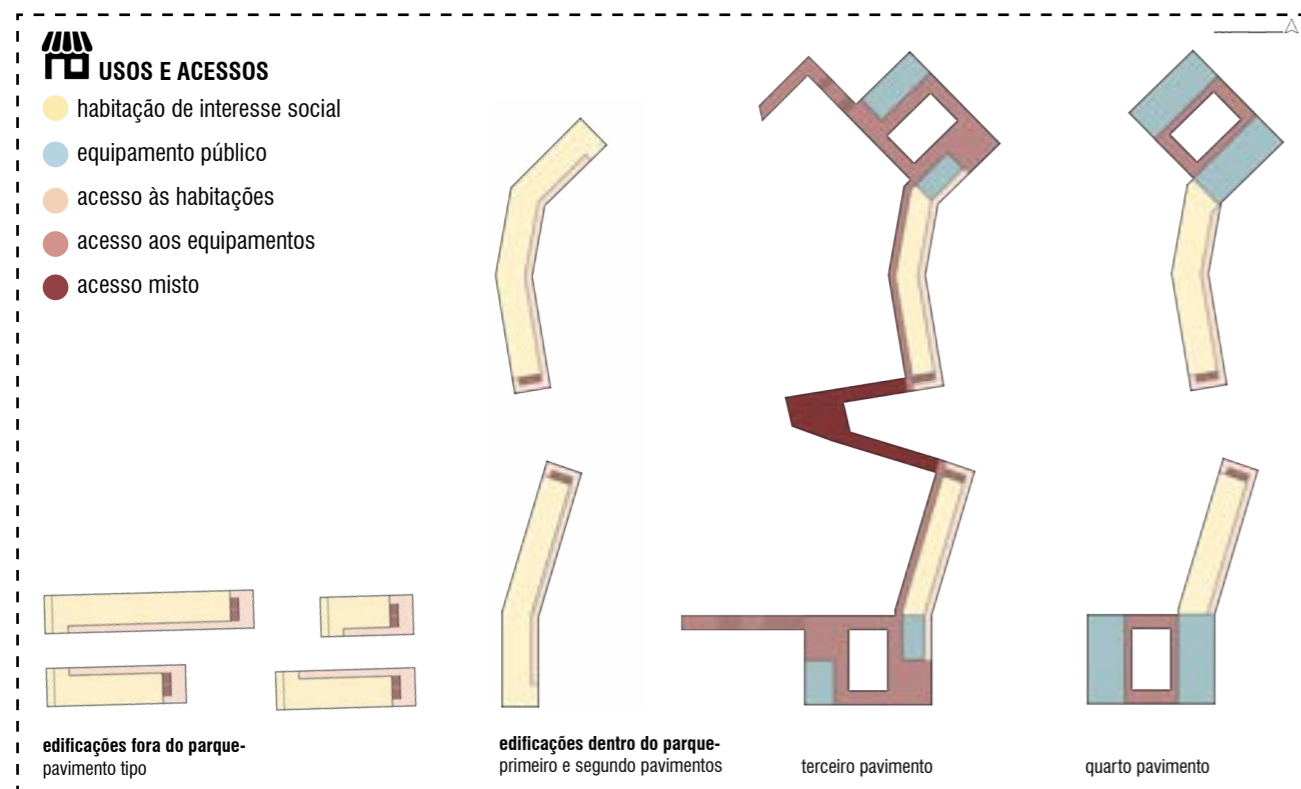 USOS E ACESSOS
habitação de interesse social
equipamento público
acesso às habitações
acesso aos equipamentos
acesso misto
edificações fora do parque-
pavimento tipo
edificações dentro do parque-
primeiro e segundo pavimentos
terceiro pavimento
quarto pavimento